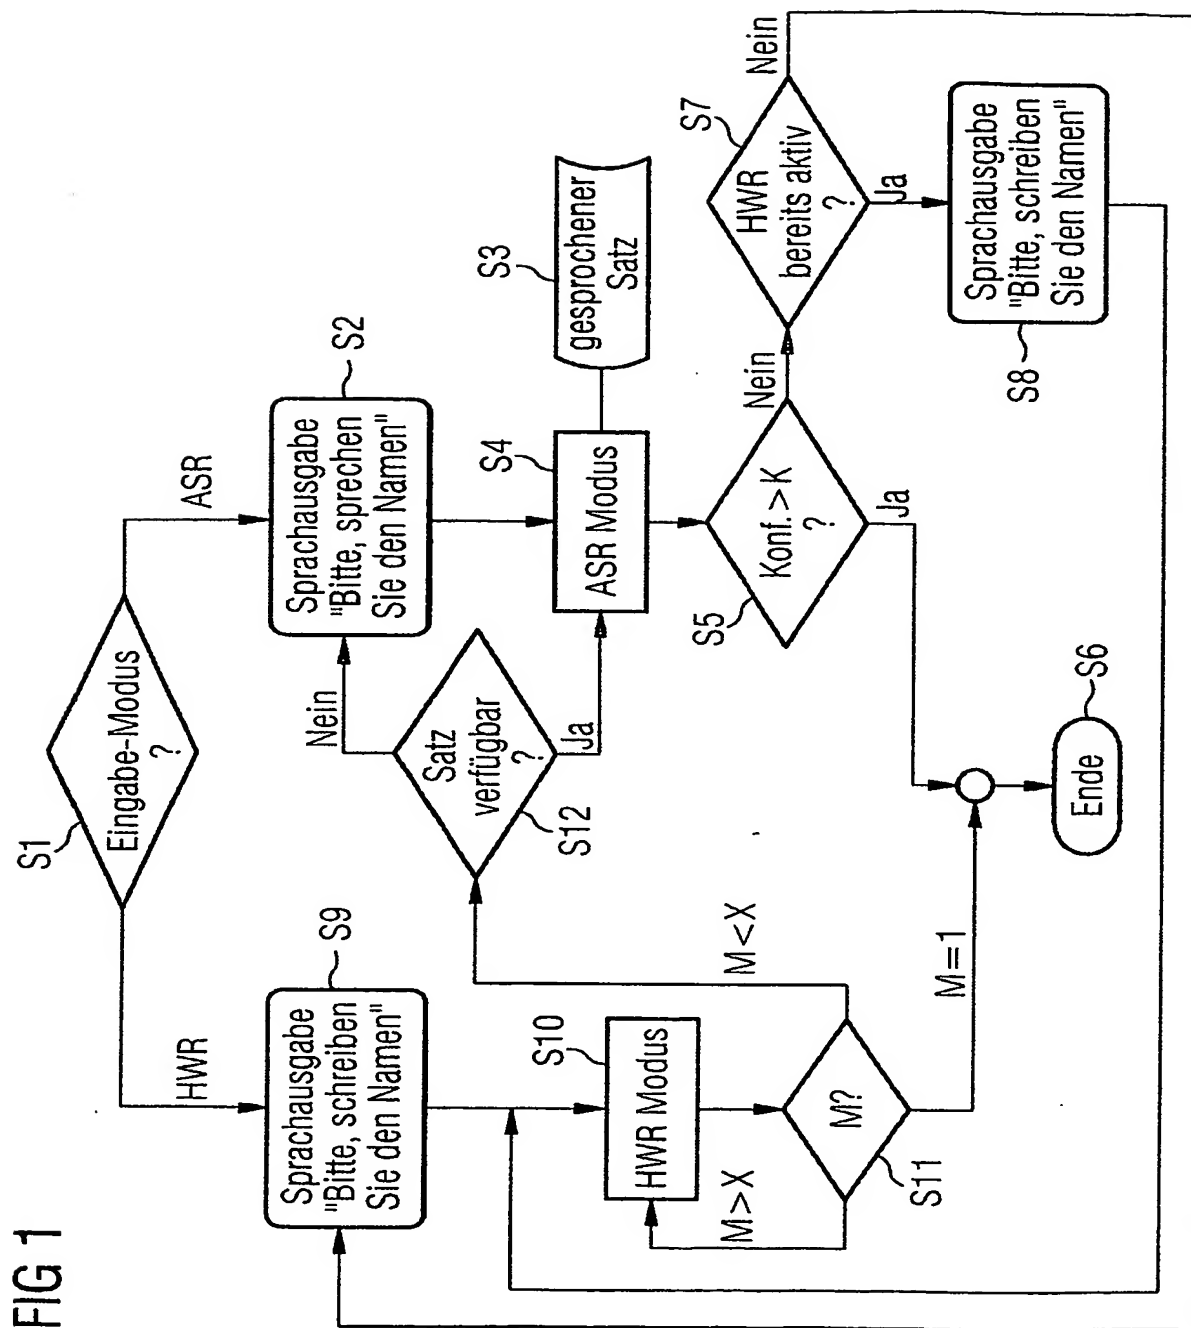 FIG 1
S1
Eingabe-Modus
?
HWR
ASR
S9
Sprachausgabe
"Bitte, schreiben
Sie den Namen"
S2
Sprachausgabe
"Bitte, sprechen
Sie den Namen"
Nein
Satz
verfügbar
?
S12
Ja
S3
gesprochener
Satz
S4
ASR Modus
S10
HWR Modus
M>X
M?
S11
M<X
M=1
S5
Konf.>K
?
Nein
Ja
S7
HWR
bereits aktiv
?
Nein
Ja
S8
Sprachausgabe
"Bitte, schreiben
Sie den Namen"
S6
Ende